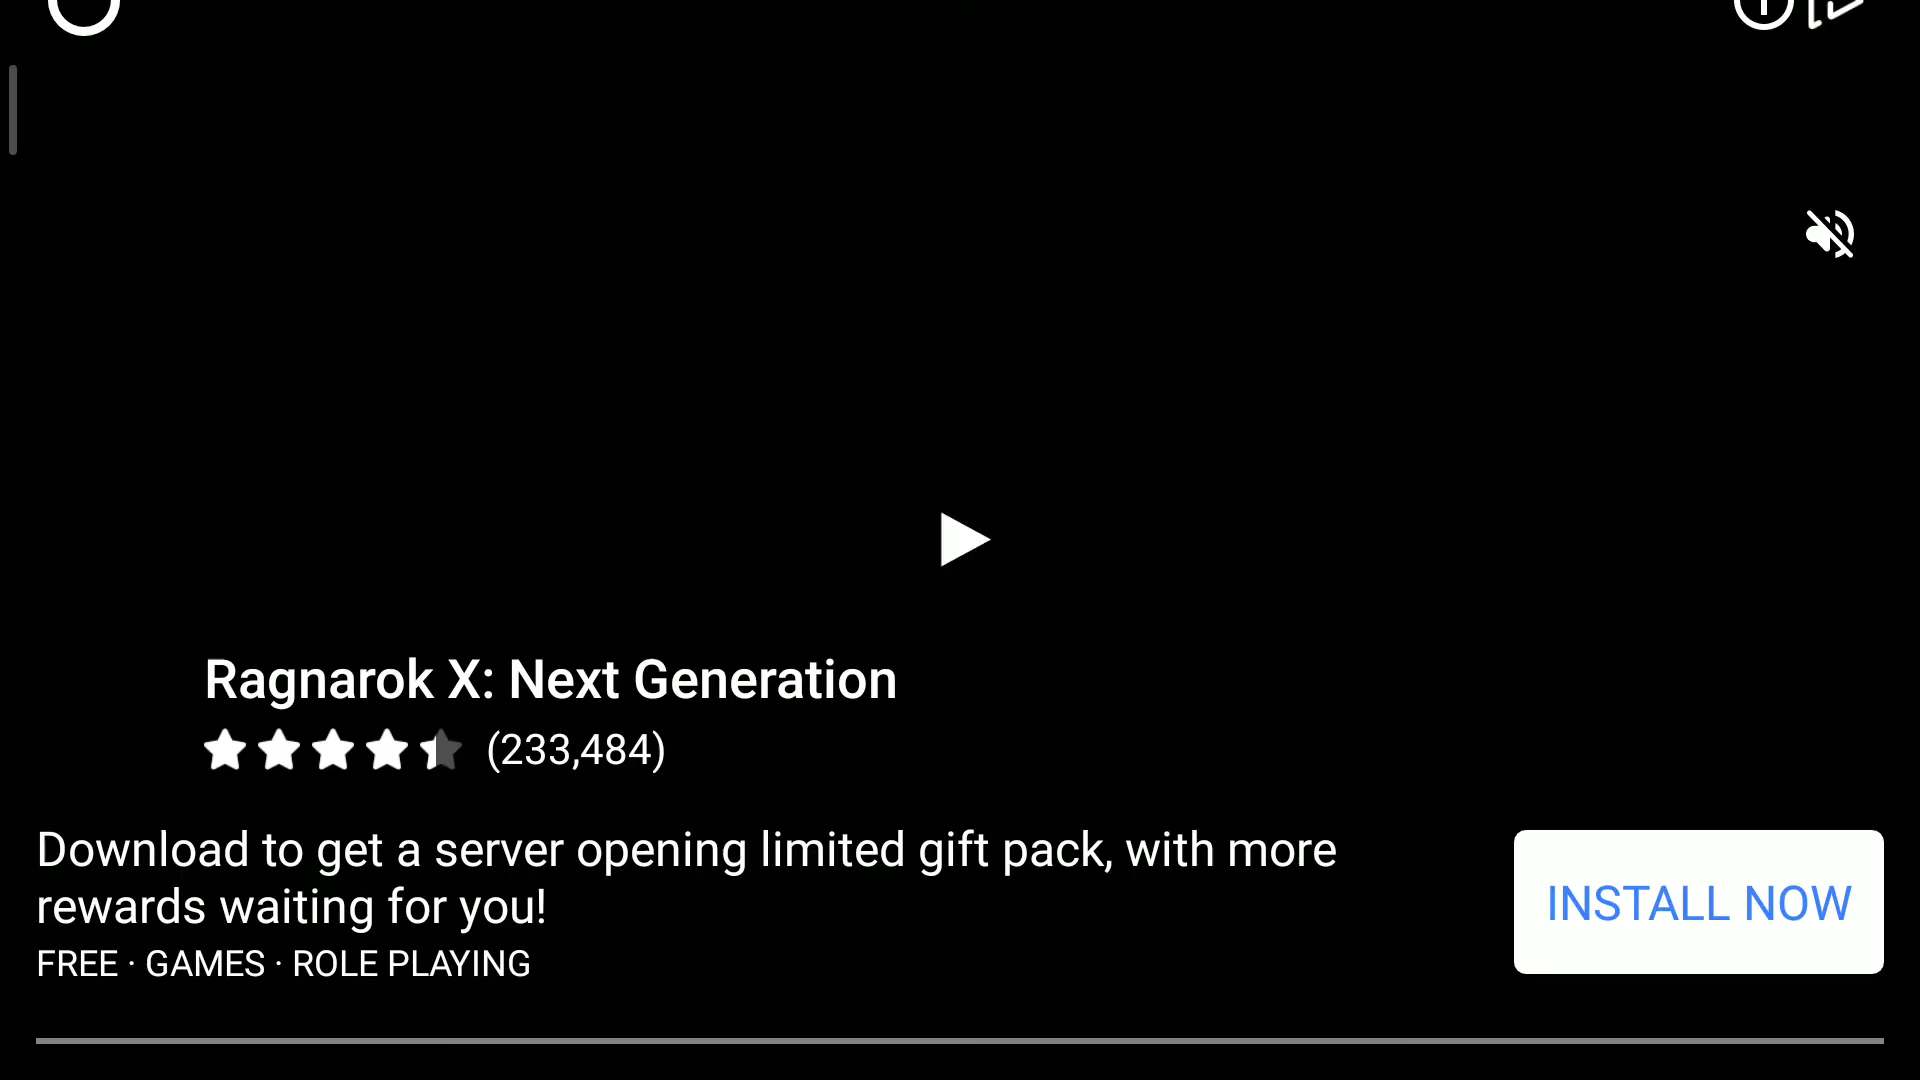 Ragnarok X: Next Generation
(233,484)
Download to get a server opening limited gift pack, with more
rewards waiting for you!
FREE · GAMES · ROLE PLAYING
INSTALL NOW